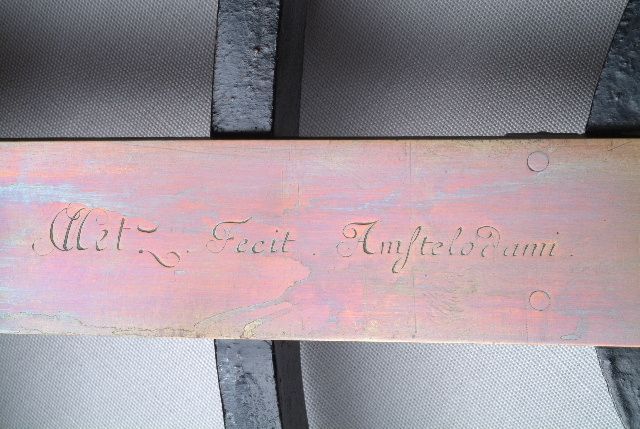 Metz . Fecit . Amſtelodami .